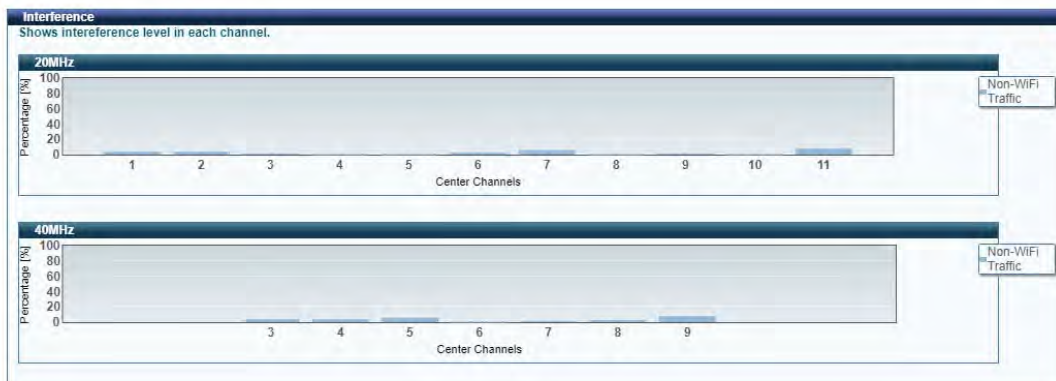 Interference
Shows intereference level in each channel.
20MHz
Percentage [%]
100
80
60
40
20
0
1 2 3 4 5 6 7 8 9 10 11
Center Channels
Non-WiFi
Traffic
40MHz
Percentage [%]
100
80
60
40
20
0
3 4 5 6 7 8 9
Center Channels
Non-WiFi
Traffic